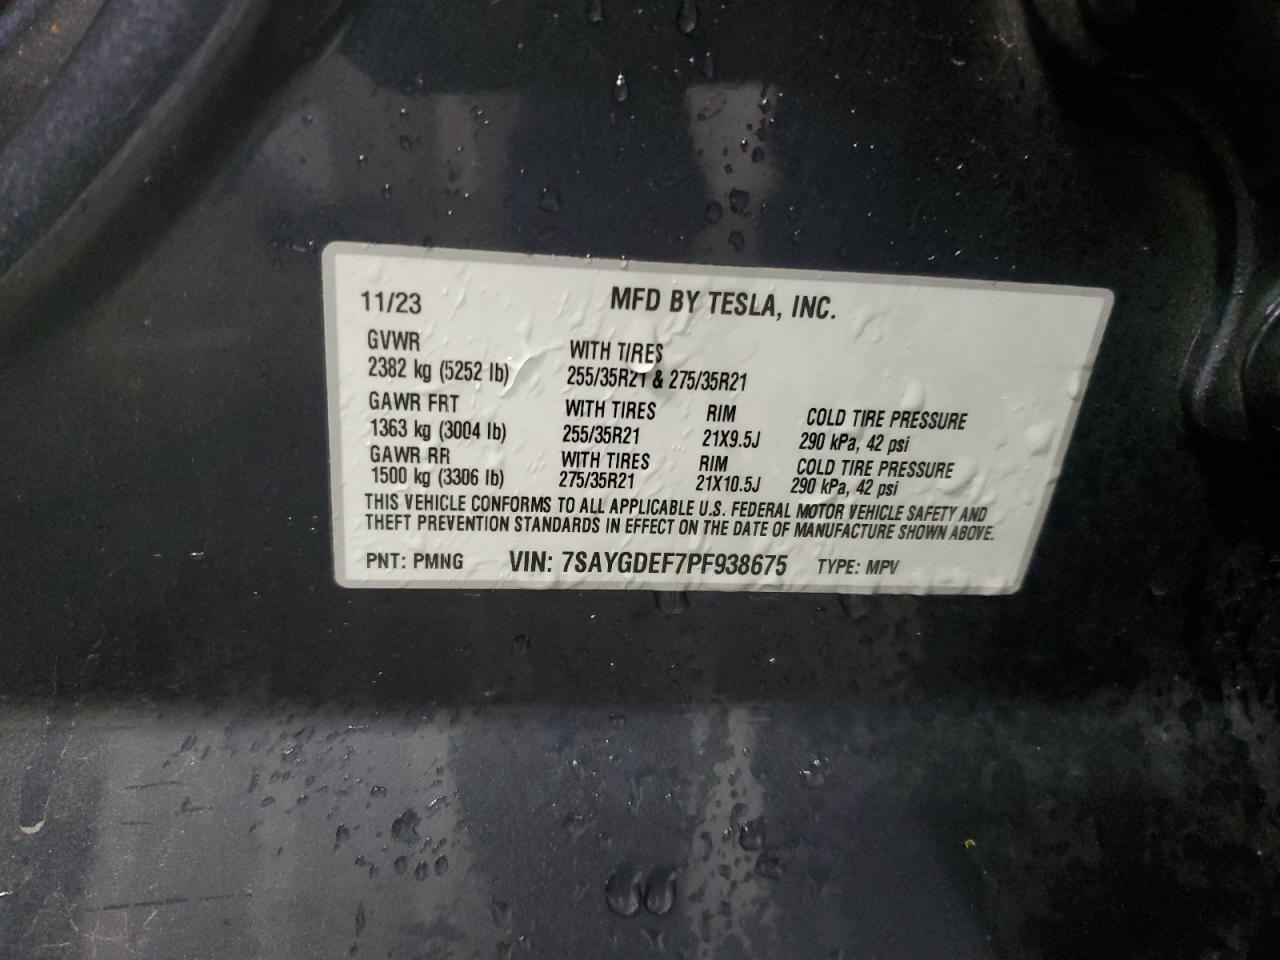 11/23 MFD BY TESLA, INC.
GVWR
2382 kg (5252 lb)
WITH TIRES
255/35R21 & 275/35R21
GAWR FRT WITH TIRES RIM COLD TIRE PRESSURE
1363 kg (3004 lb) 255/35R21 21X9.5J 290 kPa, 42 psi
GAWR RR WITH TIRES RIM COLD TIRE PRESSURE
1500 kg (3306 lb) 275/35R21 21X10.5J 290 kPa, 42 psi
THIS VEHICLE CONFORMS TO ALL APPLICABLE U.S. FEDERAL MOTOR VEHICLE SAFETY AND
THEFT PREVENTION STANDARDS IN EFFECT ON THE DATE OF MANUFACTURE SHOWN ABOVE.
PNT: PMNG VIN: 7SAYGDEF7PF938675 TYPE: MPV